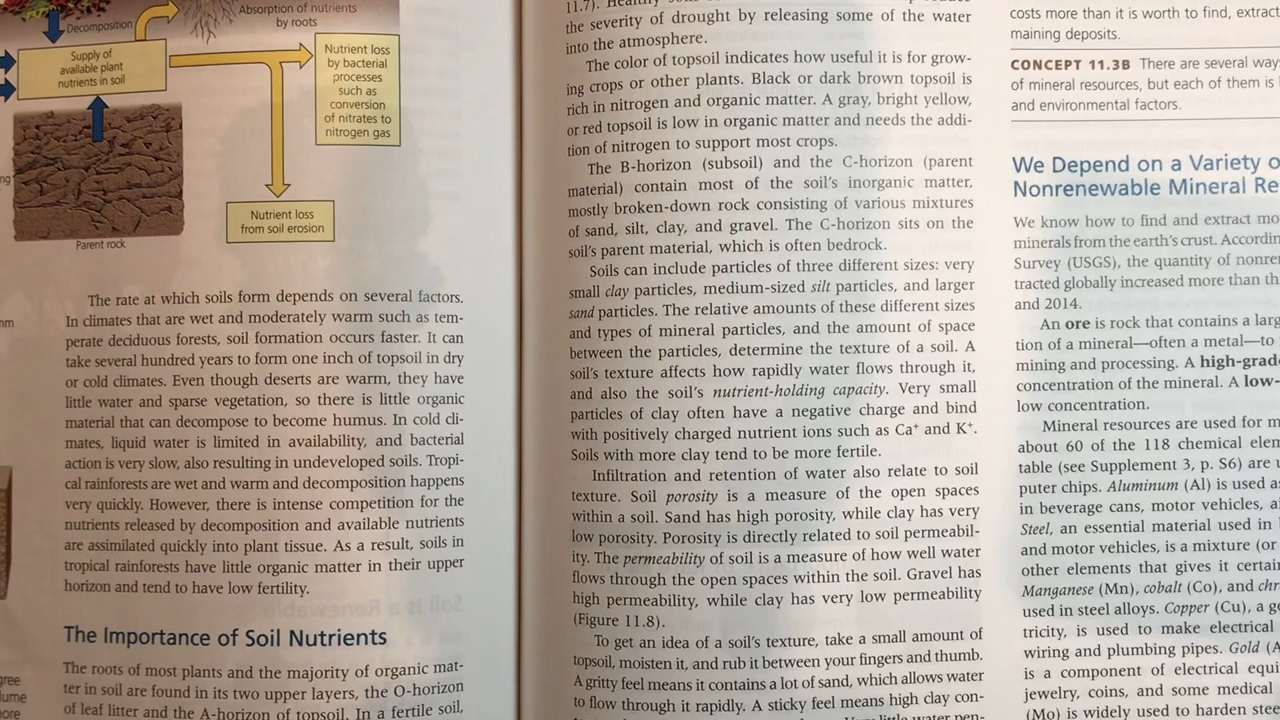 Decomposition
Absorption of nutrients
by roots
Supply of
available plant
nutrients in soil
Nutrient loss
by bacterial
processes
such as
conversion
of nitrates to
nitrogen gas
Nutrient loss
from soil erosion
Parent rock
The rate at which soils form depends on several factors.
In climates that are wet and moderately warm such as tem-
perate deciduous forests, soil formation occurs faster. It can
take several hundred years to form one inch of topsoil in dry
or cold climates. Even though deserts are warm, they have
little water and sparse vegetation, so there is little organic
material that can decompose to become humus. In cold cli-
mates, liquid water is limited in availability, and bacterial
action is very slow, also resulting in undeveloped soils. Tropi-
cal rainforests are wet and warm and decomposition happens
very quickly. However, there is intense competition for the
nutrients released by decomposition and available nutrients
are assimilated quickly into plant tissue. As a result, soils in
tropical rainforests have little organic matter in their upper
horizon and tend to have low fertility.
The Importance of Soil Nutrients
The roots of most plants and the majority of organic mat-
ter in soil are found in its two upper layers, the O-horizon
of leaf litter and the A-horizon of topsoil. In a fertile soil,
11.7). Healthy
the severity of drought by releasing some of the water
into the atmosphere.
The color of topsoil indicates how useful it is for grow-
ing crops or other plants. Black or dark brown topsoil is
rich in nitrogen and organic matter. A gray, bright yellow,
or red topsoil is low in organic matter and needs the addi-
tion of nitrogen to support most crops.
The B-horizon (subsoil) and the C-horizon (parent
material) contain most of the soil's inorganic matter,
mostly broken-down rock consisting of various mixtures
of sand, silt, clay, and gravel. The C-horizon sits on the
soil's parent material, which is often bedrock.
Soils can include particles of three different sizes: very
small clay particles, medium-sized silt particles, and larger
sand particles. The relative amounts of these different sizes
and types of mineral particles, and the amount of space
between the particles, determine the texture of a soil. A
soil's texture affects how rapidly water flows through it,
and also the soil's nutrient-holding capacity. Very small
particles of clay often have a negative charge and bind
with positively charged nutrient ions such as Ca⁺ and K⁺.
Soils with more clay tend to be more fertile.
Infiltration and retention of water also relate to soil
texture. Soil porosity is a measure of the open spaces
within a soil. Sand has high porosity, while clay has very
low porosity. Porosity is directly related to soil permeabil-
ity. The permeability of soil is a measure of how well water
flows through the open spaces within the soil. Gravel has
high permeability, while clay has very low permeability
(Figure 11.8).
To get an idea of a soil's texture, take a small amount of
topsoil, moisten it, and rub it between your fingers and thumb.
A gritty feel means it contains a lot of sand, which allows water
to flow through it rapidly. A sticky feel means high clay con-
costs more than it is worth to find, extract
maining deposits.
CONCEPT 11.3B There are several way
of mineral resources, but each of them is
and environmental factors.
We Depend on a Variety o
Nonrenewable Mineral Re
We know how to find and extract mo
minerals from the earth's crust. Accordin
Survey (USGS), the quantity of nonre
tracted globally increased more than th
and 2014.
An ore is rock that contains a larg
tion of a mineral—often a metal—to
mining and processing. A high-grad
concentration of the mineral. A low-
low concentration.
Mineral resources are used for m
about 60 of the 118 chemical elem
table (see Supplement 3, p. S6) are u
puter chips. Aluminum (Al) is used as
in beverage cans, motor vehicles, a
Steel, an essential material used in
and motor vehicles, is a mixture (or
other elements that gives it certain
Manganese (Mn), cobalt (Co), and chr
used in steel alloys. Copper (Cu), a g
tricity, is used to make electrical
wiring and plumbing pipes. Gold (A
is a component of electrical equi
jewelry, coins, and some medical
(Mo) is widely used to harden stee